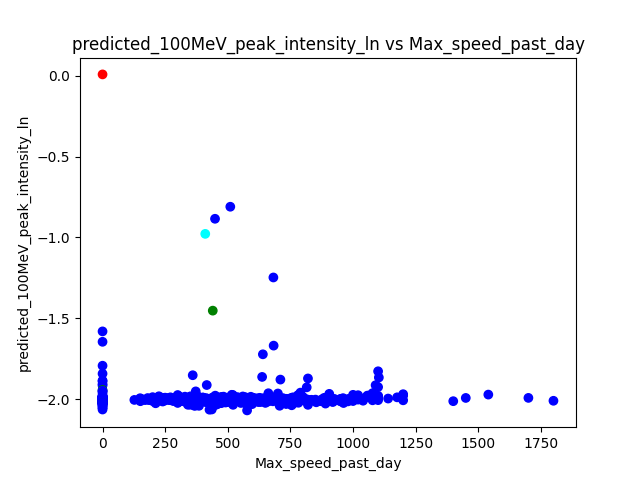 predicted_100MeV_peak_intensity_ln vs Max_speed_past_day
0.0
−0.5
−1.0
−1.5
−2.0
predicted_100MeV_peak_intensity_ln
0 250 500 750 1000 1250 1500 1750
Max_speed_past_day